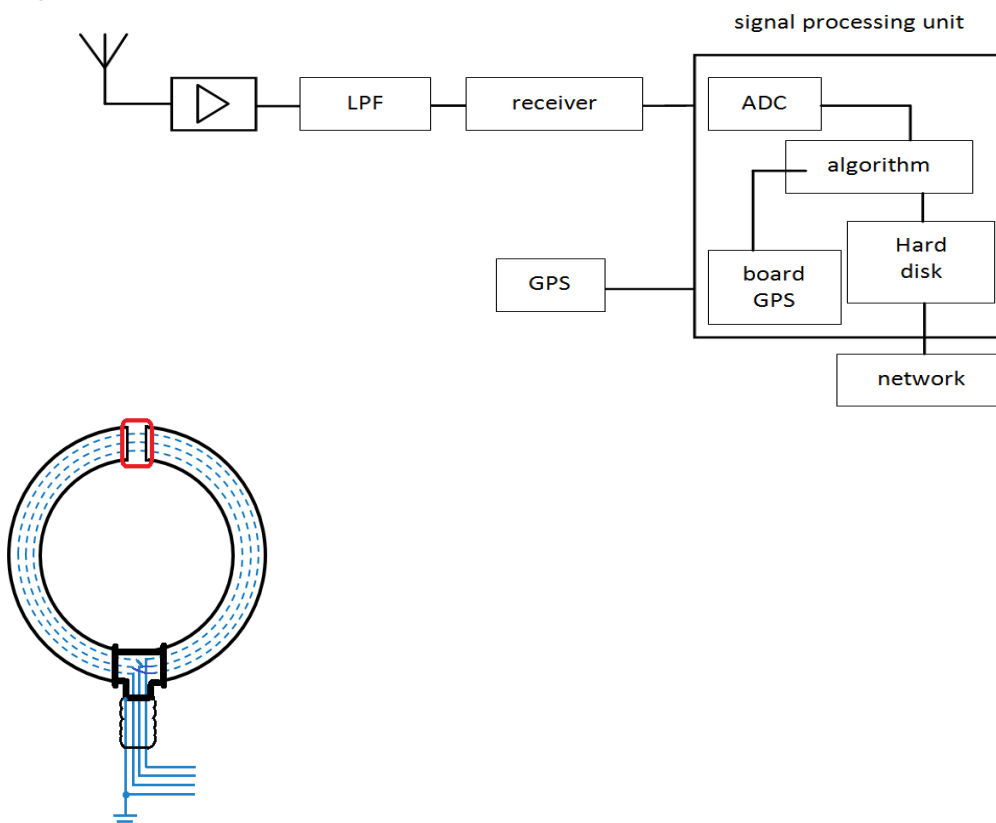 signal processing unit
LPF
receiver
ADC
algorithm
Hard
disk
GPS
board
GPS
network